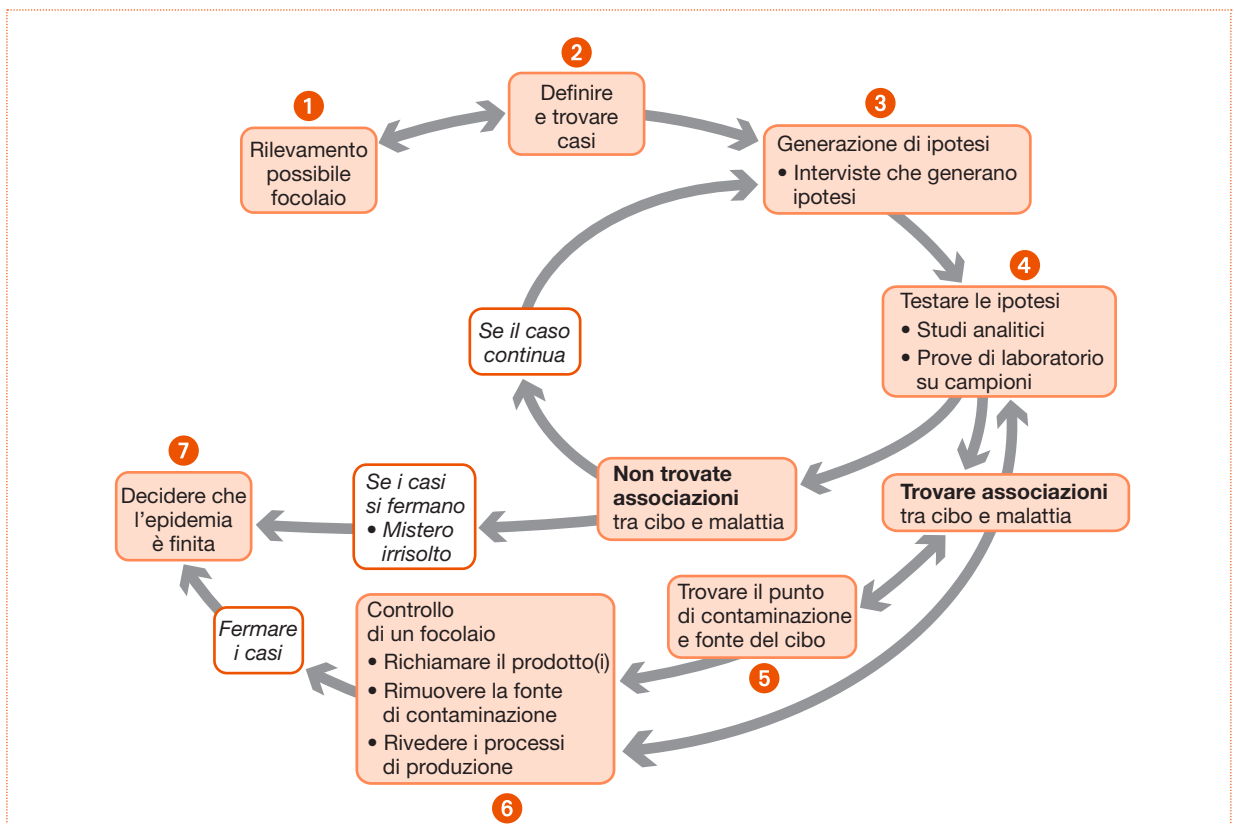 1
Rilevamento
possibile
focolaio
2
Definire
e trovare
casi
3
Generazione di ipotesi
• Interviste che generano
ipotesi
4
Testare le ipotesi
• Studi analitici
• Prove di laboratorio
su campioni
Se il caso
continua
Non trovate
associazioni
tra cibo e malattia
Trovare associazioni
tra cibo e malattia
Se i casi
si fermano
• Mistero
irrisolto
7
Decidere che
l'epidemia
è finita
Trovare il punto
di contaminazione
e fonte del cibo
5
Controllo
di un focolaio
• Richiamare il prodotto(i)
• Rimuovere la fonte
di contaminazione
• Rivedere i processi
di produzione
6
Fermare
i casi